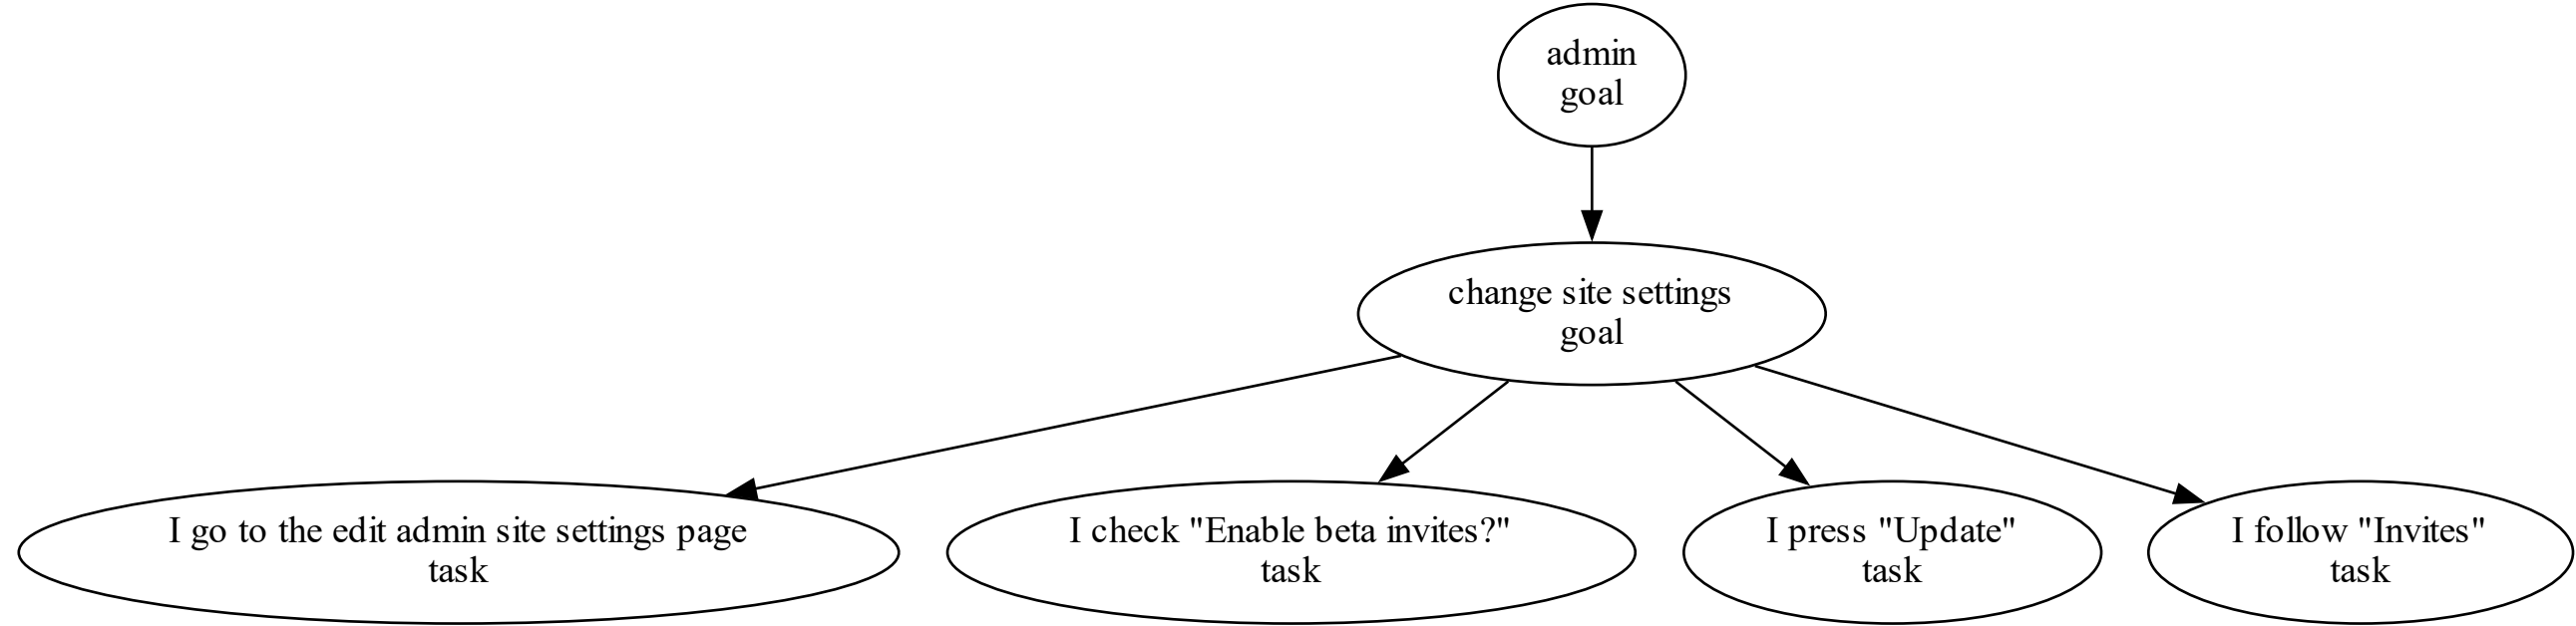 admin
goal
change site settings
goal
I go to the edit admin site settings page
task
I check "Enable beta invites?"
task
I press "Update"
task
I follow "Invites"
task